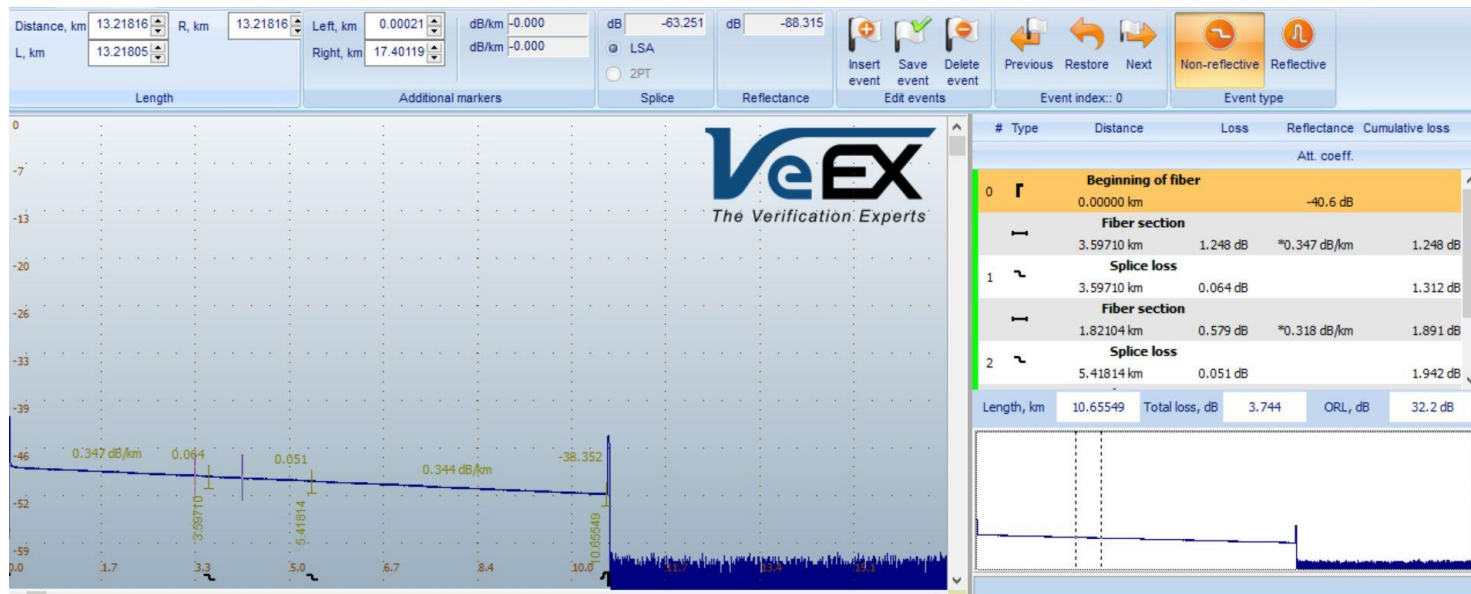 Distance, km 13.21816 R, km 13.21816
L, km 13.21805
Length
Left, km 0.00021 dB/km -0.000
Right, km 17.40119 dB/km -0.000
Additional markers
dB -63.251
LSA
2PT
Splice
dB -88.315
Reflectance
Insert event Save event Delete event
Edit events
Previous Restore Next
Event index:: 0
Non-reflective Reflective
Event type
VeEX
The Verification Experts
0
-7
-13
-20
-26
-33
-39
-46
-52
-59
0.347 dB/km 0.064 0.051 0.344 dB/km -38.352
3.59710 5.41814 10.65549
0.0 1.7 3.3 5.0 6.7 8.4 10.0 11.7 13.4
# Type Distance Loss Reflectance Cumulative loss
Att. coeff.
Beginning of fiber
0 0.00000 km -40.6 dB
Fiber section
3.59710 km 1.248 dB *0.347 dB/km 1.248 dB
Splice loss
1 3.59710 km 0.064 dB 1.312 dB
Fiber section
1.82104 km 0.579 dB *0.318 dB/km 1.891 dB
Splice loss
2 5.41814 km 0.051 dB 1.942 dB
Length, km 10.65549 Total loss, dB 3.744 ORL, dB 32.2 dB